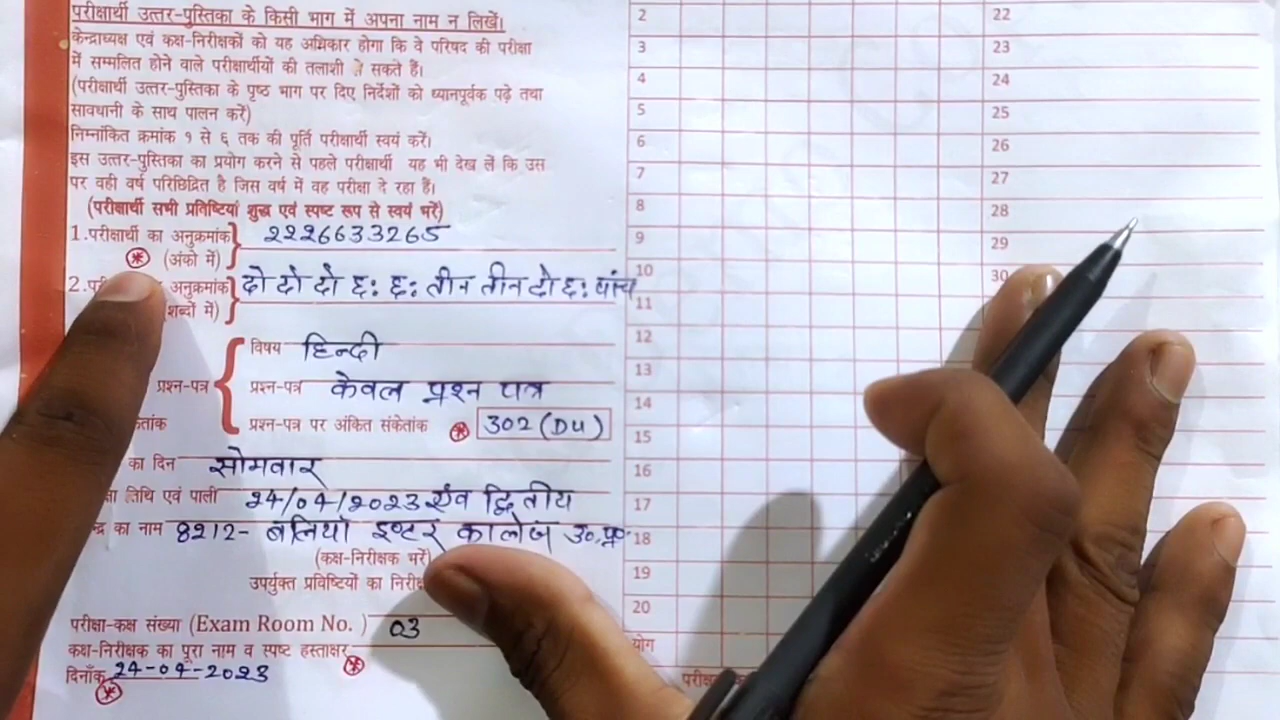 परीक्षार्थी उत्तर-पुस्तिका के किसी भाग में अपना नाम न लिखें।
केन्द्राध्यक्ष एवं कक्ष-निरीक्षकों को यह अधिकार होगा कि वे परिषद की परीक्षा
में सम्मलित होने वाले परीक्षार्थीयों की तलाशी ले सकते हैं।
(परीक्षार्थी उत्तर-पुस्तिका के पृष्ठ भाग पर दिए निर्देशों को ध्यानपूर्वक पढ़े तथा
सावधानी के साथ पालन करें)
निम्नांकित क्रमांक १ से ६ तक की पूर्ति परीक्षार्थी स्वयं करें।
इस उत्तर-पुस्तिका का प्रयोग करने से पहले परीक्षार्थी यह भी देख लें कि उस
पर वही वर्ष परिछिद्रित है जिस वर्ष में वह परीक्षा दे रहा हैं।
(परीक्षार्थी सभी प्रतिष्टियां शुद्ध एवं स्पष्ट रूप से स्वयं भरें)
1.परीक्षार्थी का अनुक्रमांक 2226633265
(अंको में)
2. अनुक्रमांक दो दो दो छः छः तीन तीन दो छः पांच
(शब्दों में)
विषय हिन्दी
प्रश्न-पत्र प्रश्न-पत्र केवल प्रश्न पत्र
प्रश्न-पत्र पर अंकित संकेतांक 302 (DU)
का दिन सोमवार
तिथि एवं पाली 24/04/2023 एंव द्वितीय
का नाम 8212- बलिया इण्टर कालेज उ.प्र.
(कक्ष-निरीक्षक भरें)
उपर्युक्त प्रविष्टियों का
परीक्षा-कक्ष संख्या (Exam Room No. ) 03
कक्ष-निरीक्षक का पूरा नाम व स्पष्ट हस्ताक्षर
दिनाँक 24-04-2023
2 22
3 23
4 24
5 25
6 26
7 27
8 28
9 29
10 30
11
12
13
14
15
16
17
18
19
20
योग